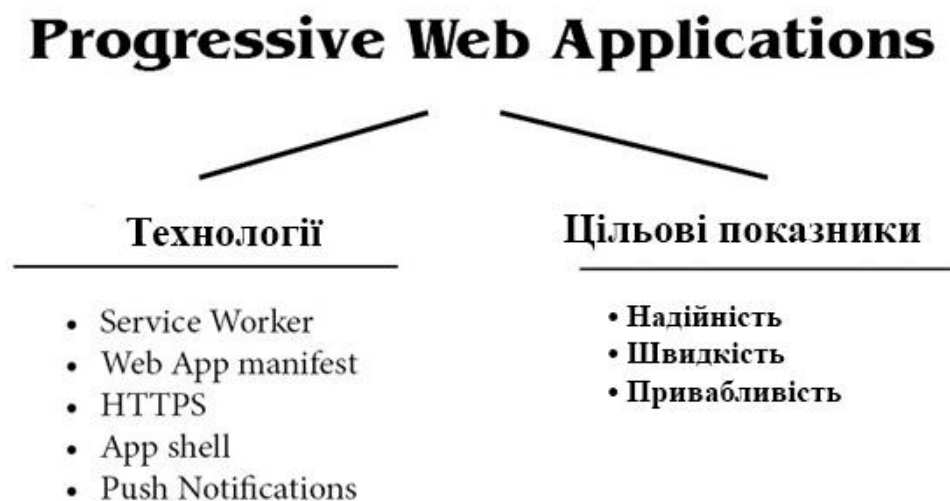 Progressive Web Applications
Технології
• Service Worker
• Web App manifest
• HTTPS
• App shell
• Push Notifications
Цільові показники
• Надійність
• Швидкість
• Привабливість